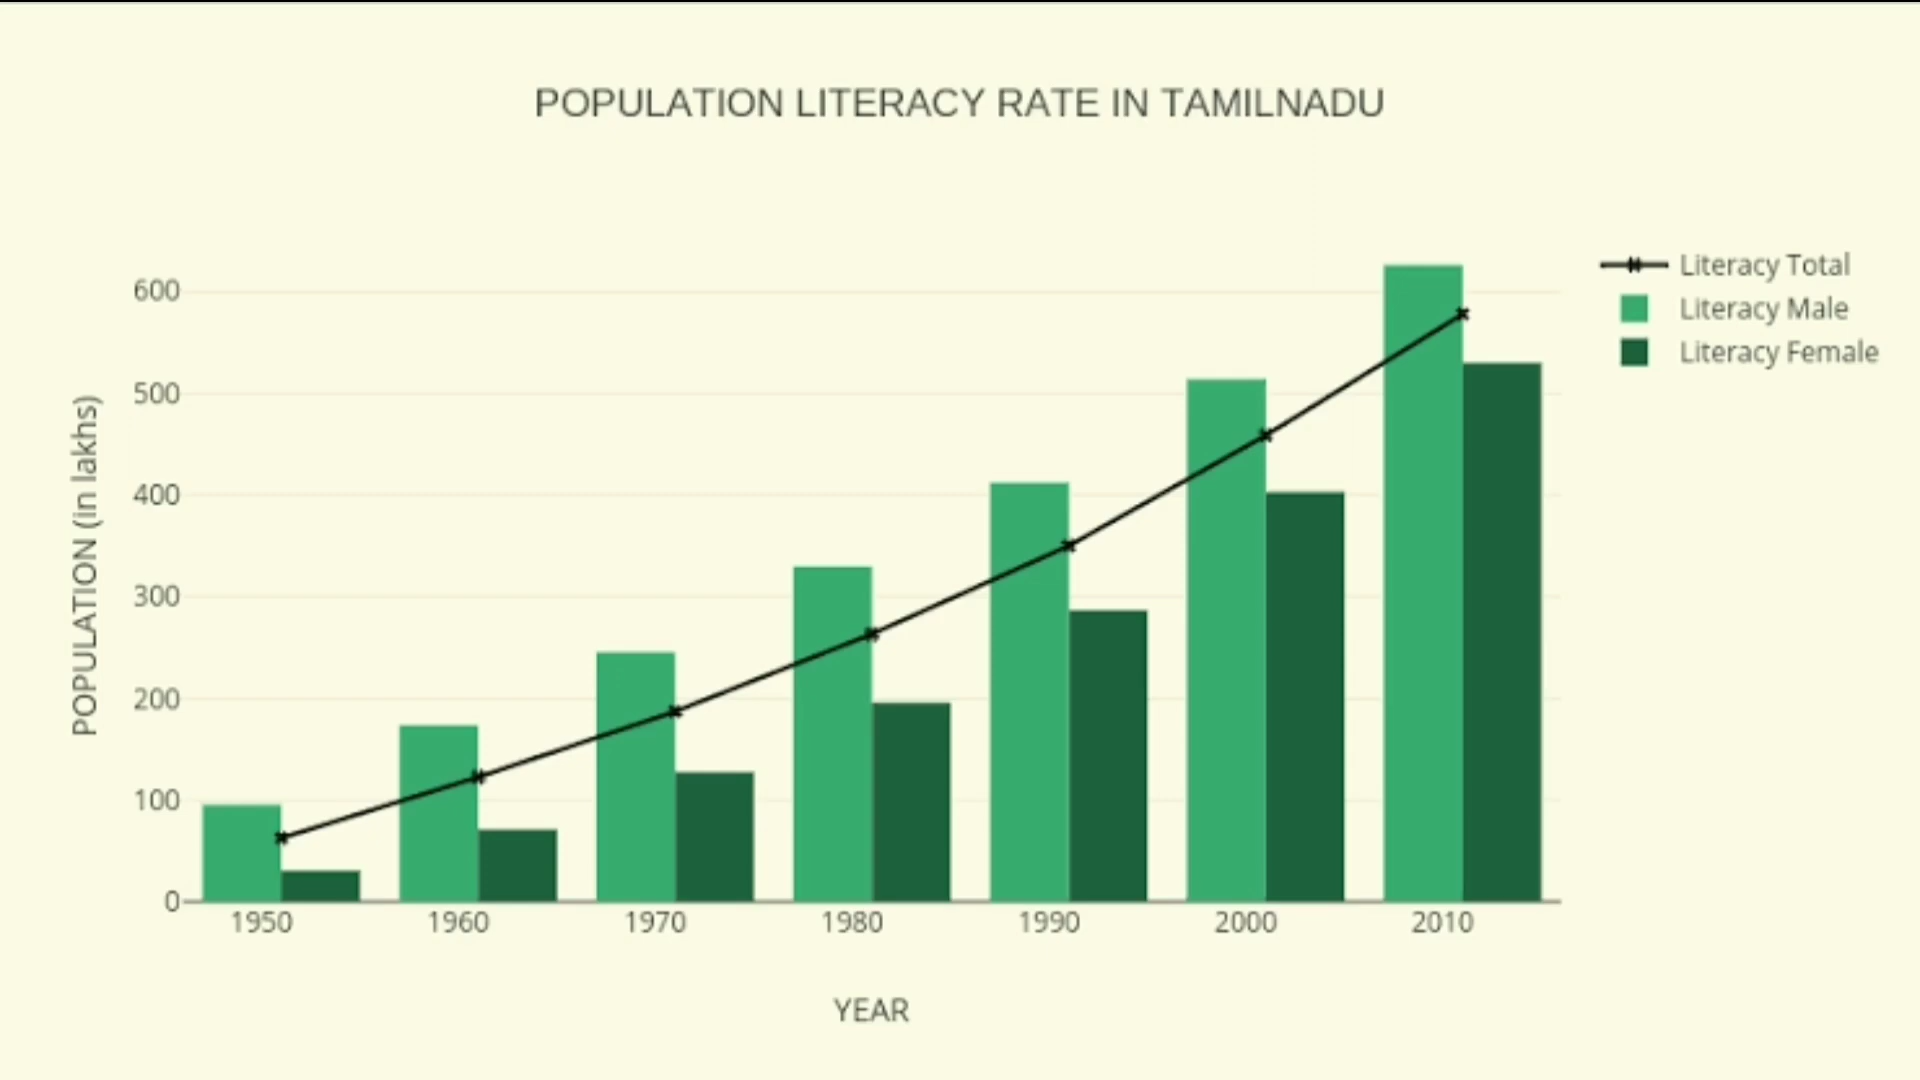 POPULATION LITERACY RATE IN TAMILNADU
Literacy Total
Literacy Male
Literacy Female
POPULATION (in lakhs)
600
500
400
300
200
100
0
1950 1960 1970 1980 1990 2000 2010
YEAR